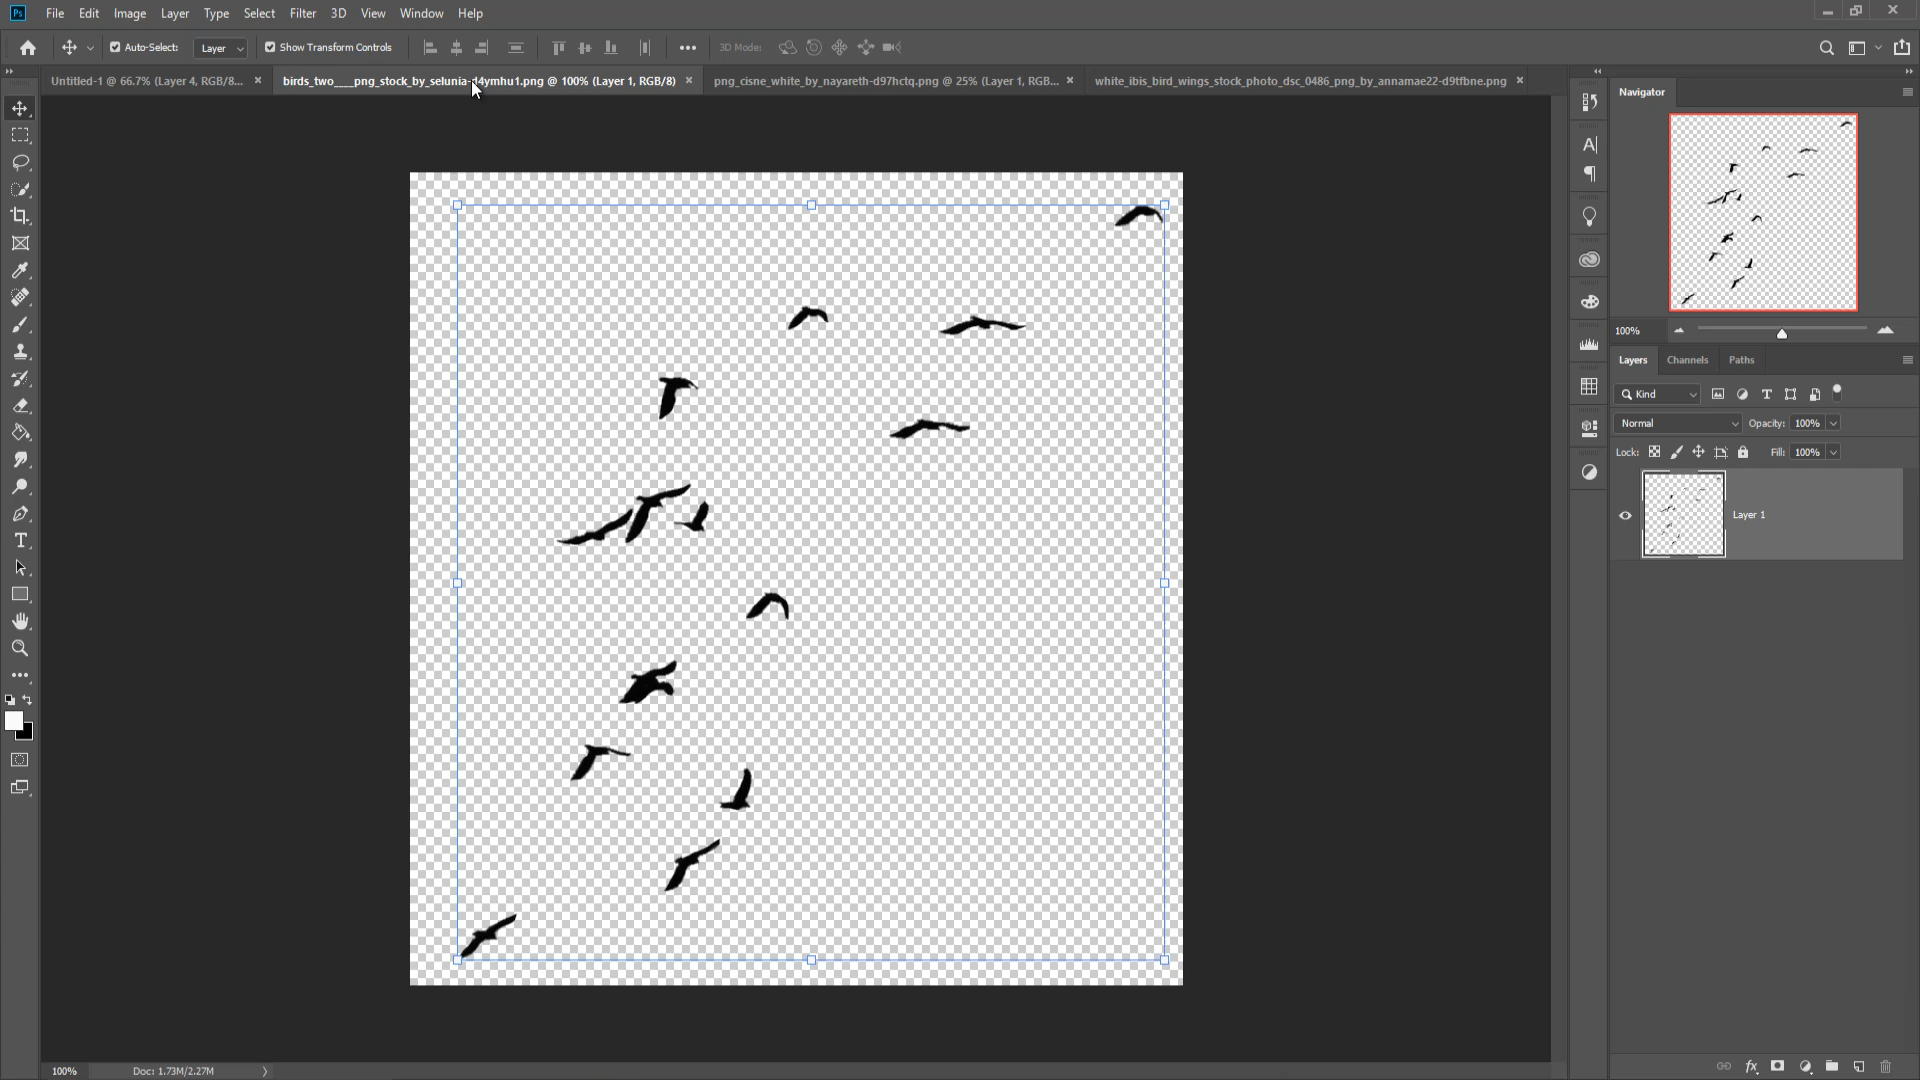 Ps File Edit Image Layer Type Select Filter 3D View Window Help
Auto-Select: Layer Show Transform Controls 3D Mode:
Untitled-1 @ 66.7% (Layer 4, RGB/8... × birds_two____png_stock_by_selunia-d4ymhu1.png @ 100% (Layer 1, RGB/8) × png_cisne_white_by_nayareth-d97hctq.png @ 25% (Layer 1, RGB... × white_ibis_bird_wings_stock_photo_dsc_0486_png_by_annamae22-d9tfbne.png ×
Navigator
100%
Layers Channels Paths
Kind
Normal Opacity: 100%
Lock: Fill: 100%
Layer 1
100% Doc: 1.73M/2.27M